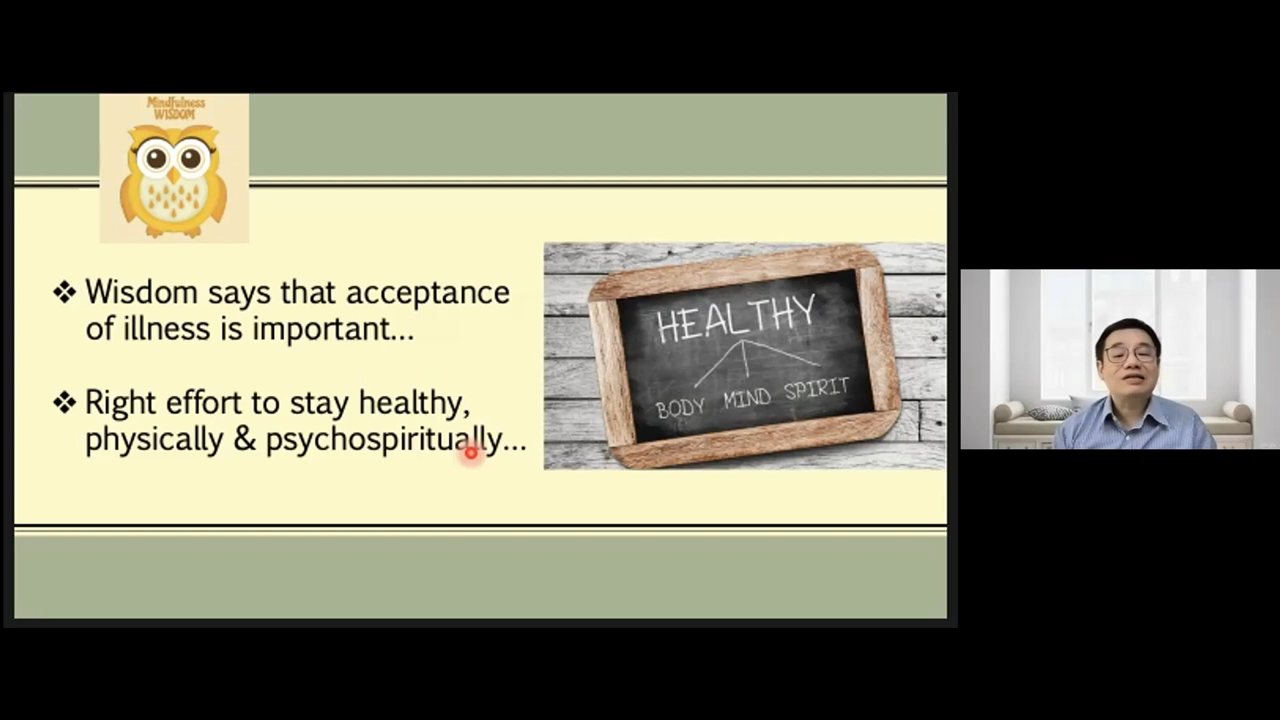 Mindfulness
WISDOM
❖ Wisdom says that acceptance
of illness is important...
❖ Right effort to stay healthy,
physically & psychospiritually...
HEALTHY
BODY MIND SPIRIT